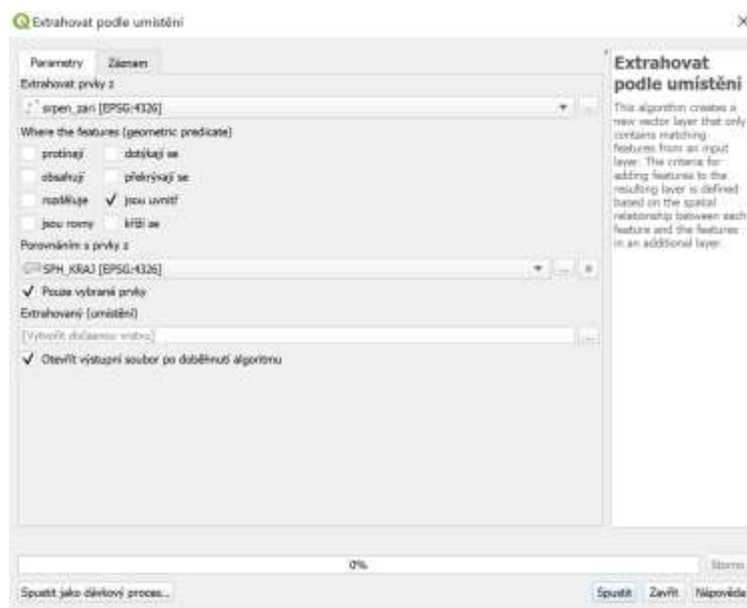 Extrahovat podle umístění
Parametry Záznam
Extrahovat prvky z
srpen_zari [EPSG:4326]
Where the features (geometric predicate)
protínají dotýkají se
obsahují překrývají se
rozděluje jsou uvnitř
jsou rovny kříží se
Porovnáním s prvky z
SPH_KRAJ [EPSG:4326]
Pouze vybrané prvky
Extrahovaný (umístění)
[Vytvořit dočasnou vrstvu]
Otevřít výstupní soubor po doběhnutí algoritmu
0%
Storno
Spustit jako dávkový proces...
Spustit Zavřít Nápověda
Extrahovat
podle umístění
This algorithm creates a
new vector layer that only
contains matching
features from an input
layer. The criteria for
adding features to the
resulting layer is defined
based on the spatial
relationship between each
feature and the features
in an additional layer.